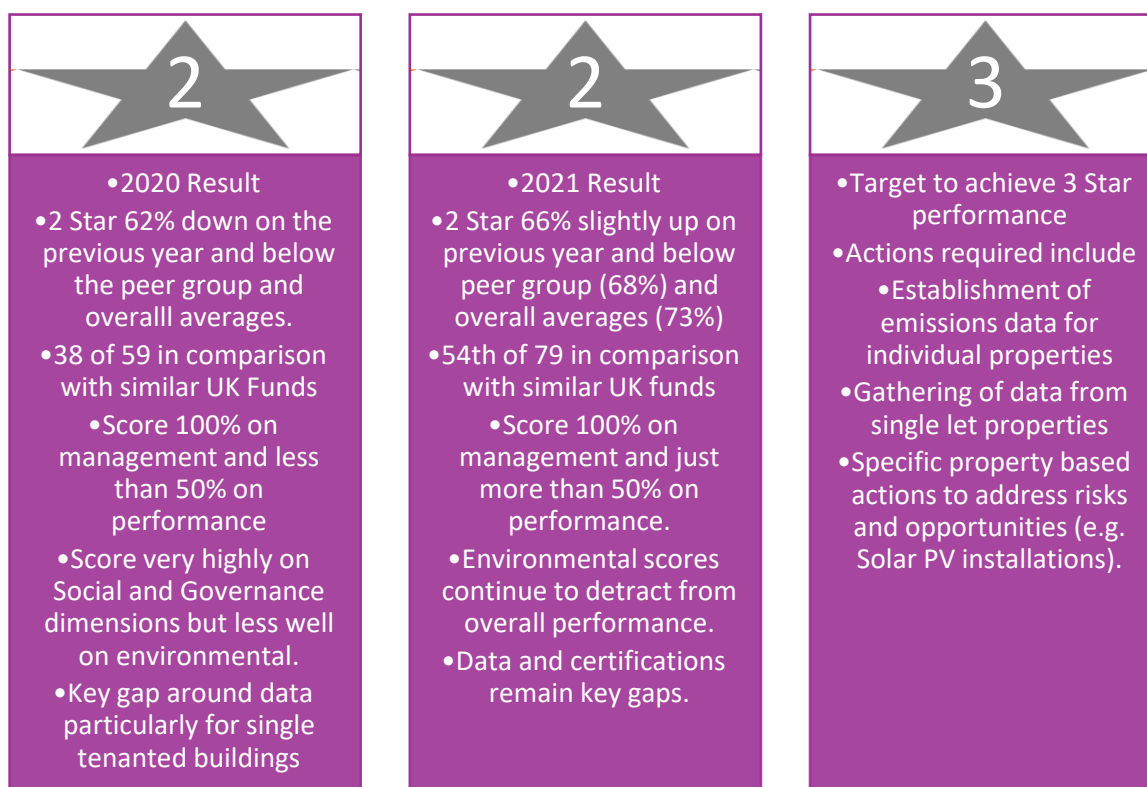 2
•2020 Result
•2 Star 62% down on the
previous year and below
the peer group and
overalll averages.
•38 of 59 in comparison
with similar UK Funds
•Score 100% on
management and less
than 50% on
performance
•Score very highly on
Social and Governance
dimensions but less well
on environmental.
•Key gap around data
particularly for single
tenanted buildings
2
•2021 Result
•2 Star 66% slightly up on
previous year and below
peer group (68%) and
overall averages (73%)
•54th of 79 in comparison
with similar UK funds
•Score 100% on
management and just
more than 50% on
performance.
•Environmental scores
continue to detract from
overall performance.
•Data and certifications
remain key gaps.
3
•Target to achieve 3 Star
performance
•Actions required include
•Establishment of
emissions data for
individual properties
•Gathering of data from
single let properties
•Specific property based
actions to address risks
and opportunities (e.g.
Solar PV installations).